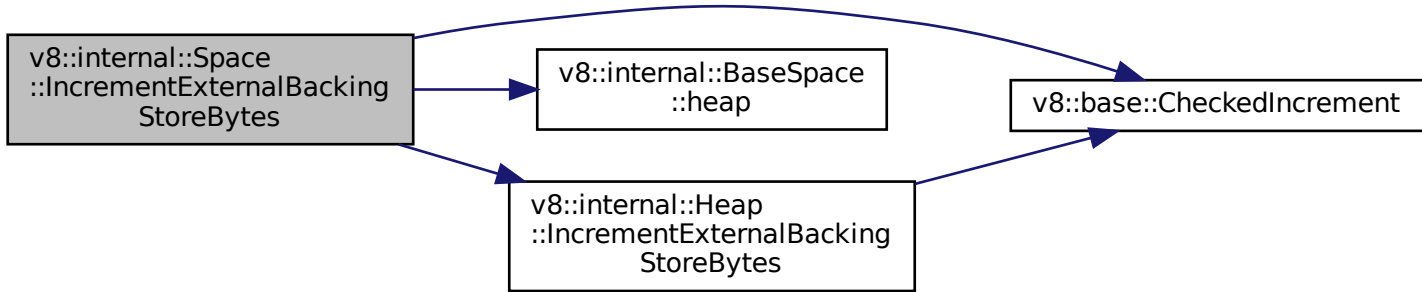 v8::internal::Space
::IncrementExternalBacking
StoreBytes
v8::internal::BaseSpace
::heap
v8::base::CheckedIncrement
v8::internal::Heap
::IncrementExternalBacking
StoreBytes